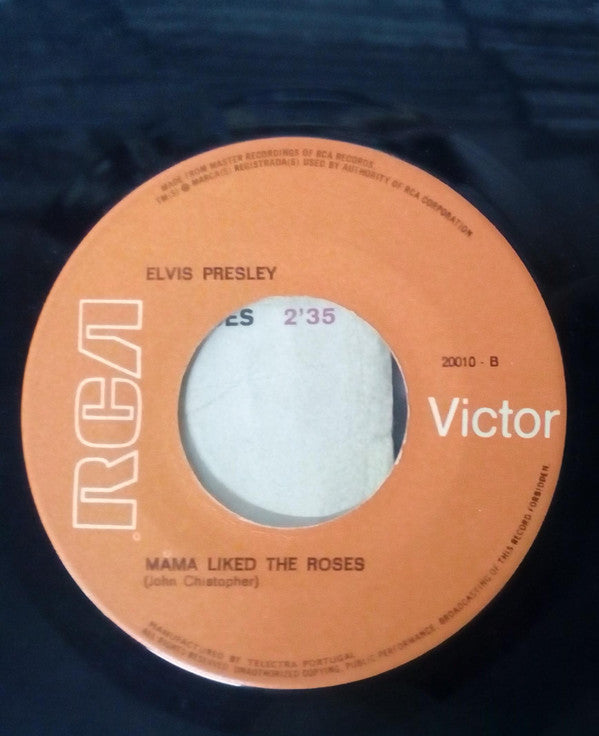 MADE FROM MASTER RECORDINGS OF RCA RECORDS
TM(S) ® MARCA(S) REGISTRADA(S) USED BY AUTHORITY OF RCA CORPORATION
ELVIS PRESLEY
ES 2'35
20010 - B
RCA
Victor
MAMA LIKED THE ROSES
(John Chistopher)
MANUFACTURED BY TELECTRA PORTUGAL
ALL RIGHTS RESERVED. UNAUTHORIZED COPYING, PUBLIC PERFORMANCE, BROADCASTING OF THIS RECORD FORBIDDEN.